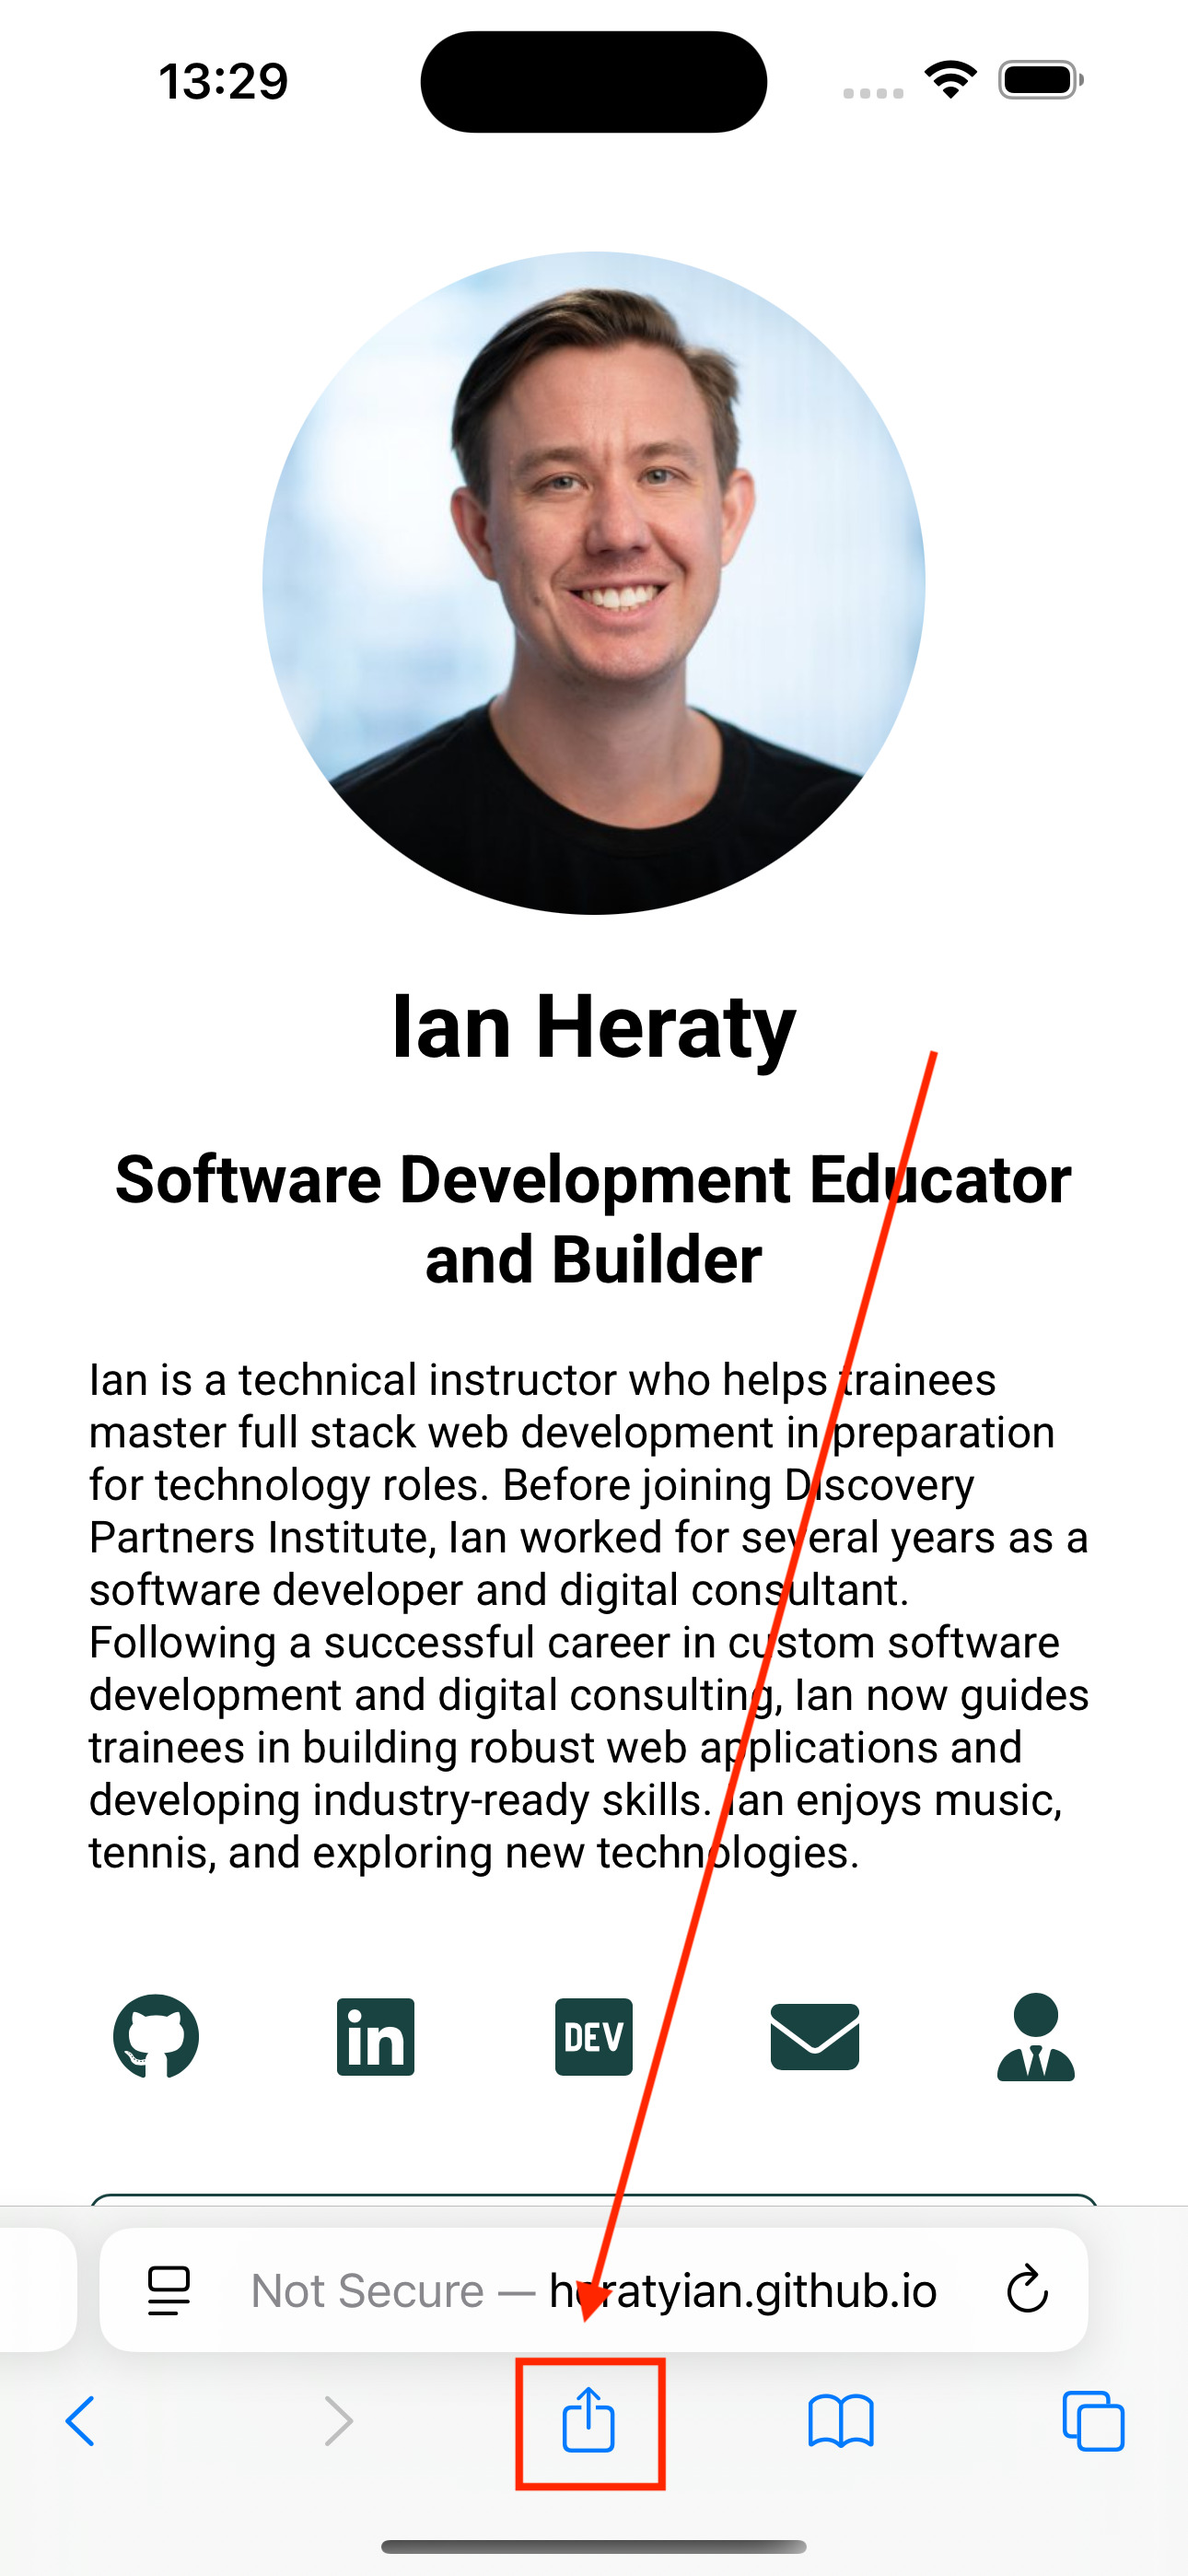 13:29
Ian Heraty
Software Development Educator
and Builder
Ian is a technical instructor who helps trainees
master full stack web development in preparation
for technology roles. Before joining Discovery
Partners Institute, Ian worked for several years as a
software developer and digital consultant.
Following a successful career in custom software
development and digital consulting, Ian now guides
trainees in building robust web applications and
developing industry-ready skills. Ian enjoys music,
tennis, and exploring new technologies.
in DEV
Not Secure — heratyian.github.io